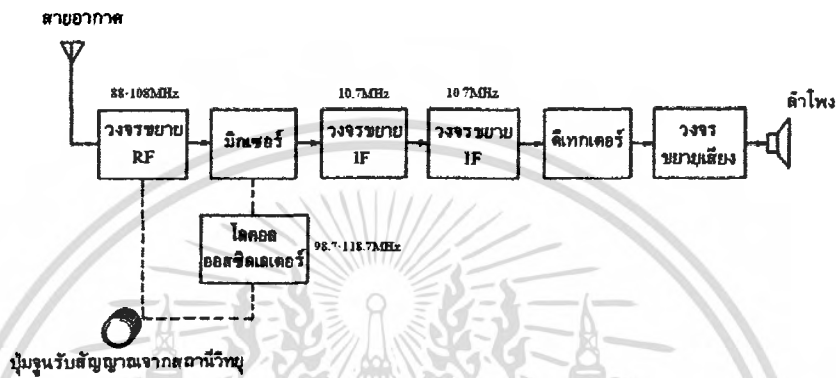 สายอากาศ
88-108MHz
วงจรขยาย
RF
มิกเซอร์
10.7MHz
วงจรขยาย
IF
10.7MHz
วงจรขยาย
IF
ดีเทกเตอร์
วงจร
ขยายเสียง
ลำโพง
โลคอล
ออสซิลเลเตอร์
98.7-118.7MHz
ปุ่มจูนรับสัญญาณจากสถานีวิทยุ